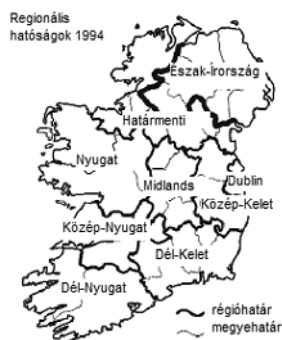 Regionális
hatóságok 1994
Észak-Írország
Határmenti
Nyugat
Midlands
Dublin
Közép-Kelet
Közép-Nyugat
Dél-Kelet
Dél-Nyugat
régióhatár
megyehatár